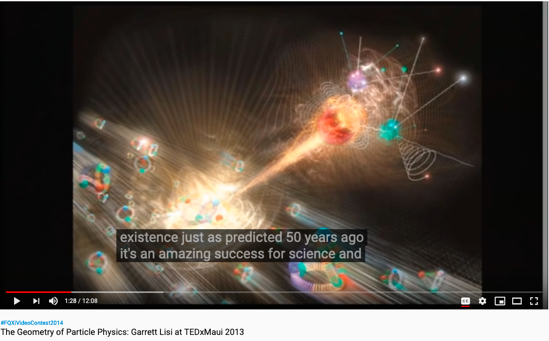 existence just as predicted 50 years ago
it's an amazing success for science and
1:28 / 12:08
CC
#FQXiVideoContest2014
The Geometry of Particle Physics: Garrett Lisi at TEDxMaui 2013